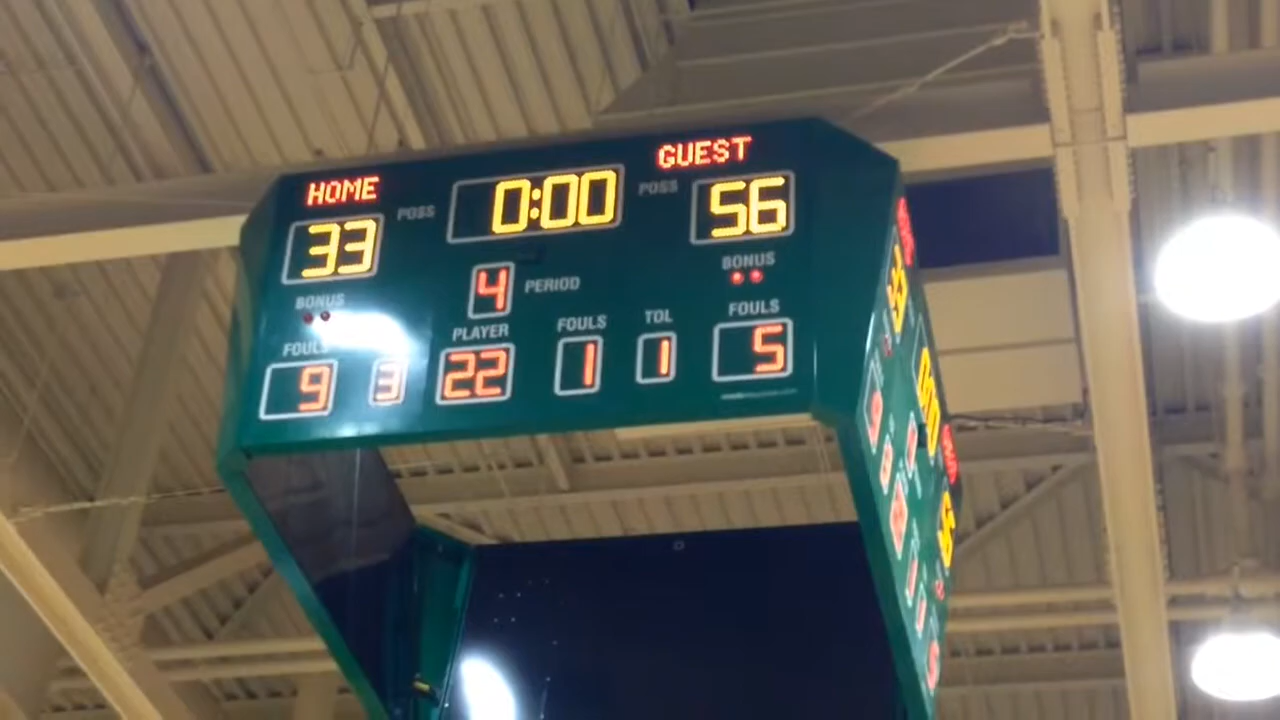 HOME GUEST
33 POSS 0:00 POSS 56
BONUS 4 PERIOD BONUS
FOULS PLAYER FOULS TOL FOULS
9 3 22 1 1 5